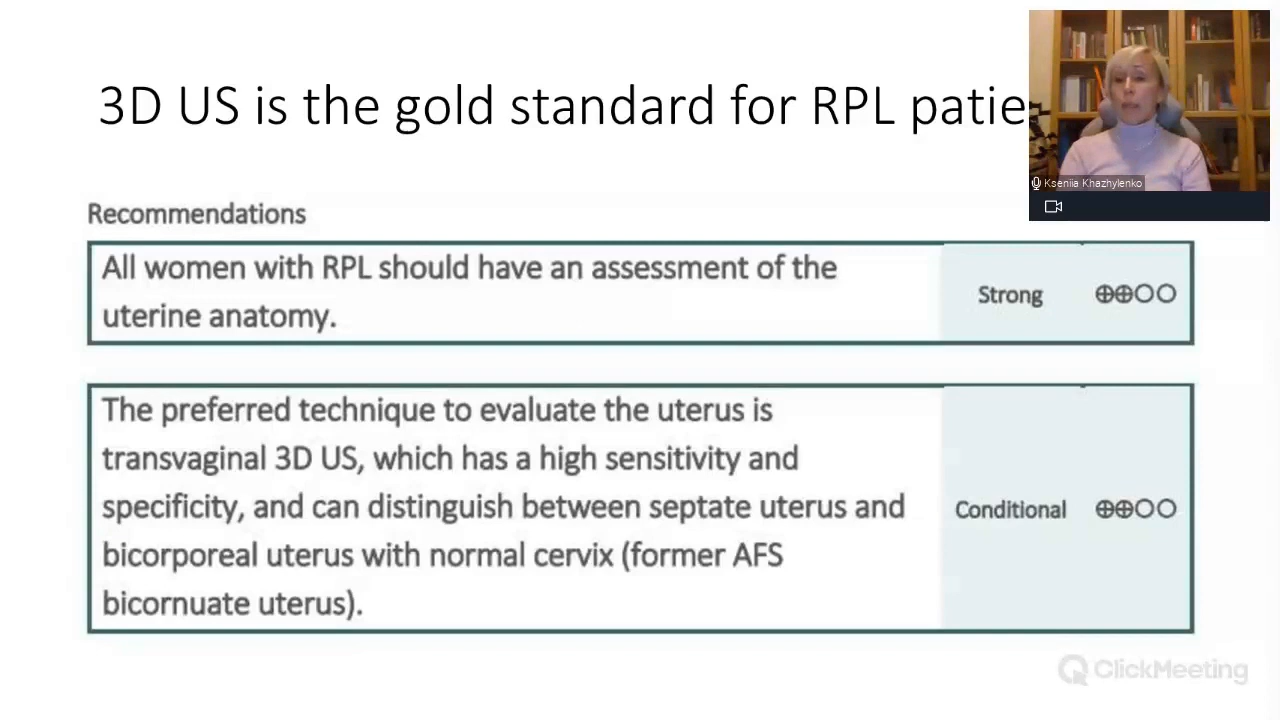 3D US is the gold standard for RPL patie
Kseniia Khazhylenko
Recommendations
All women with RPL should have an assessment of the
uterine anatomy.
Strong ⊕⊕○○
The preferred technique to evaluate the uterus is
transvaginal 3D US, which has a high sensitivity and
specificity, and can distinguish between septate uterus and
bicorporeal uterus with normal cervix (former AFS
bicornuate uterus).
Conditional ⊕⊕○○
ClickMeeting